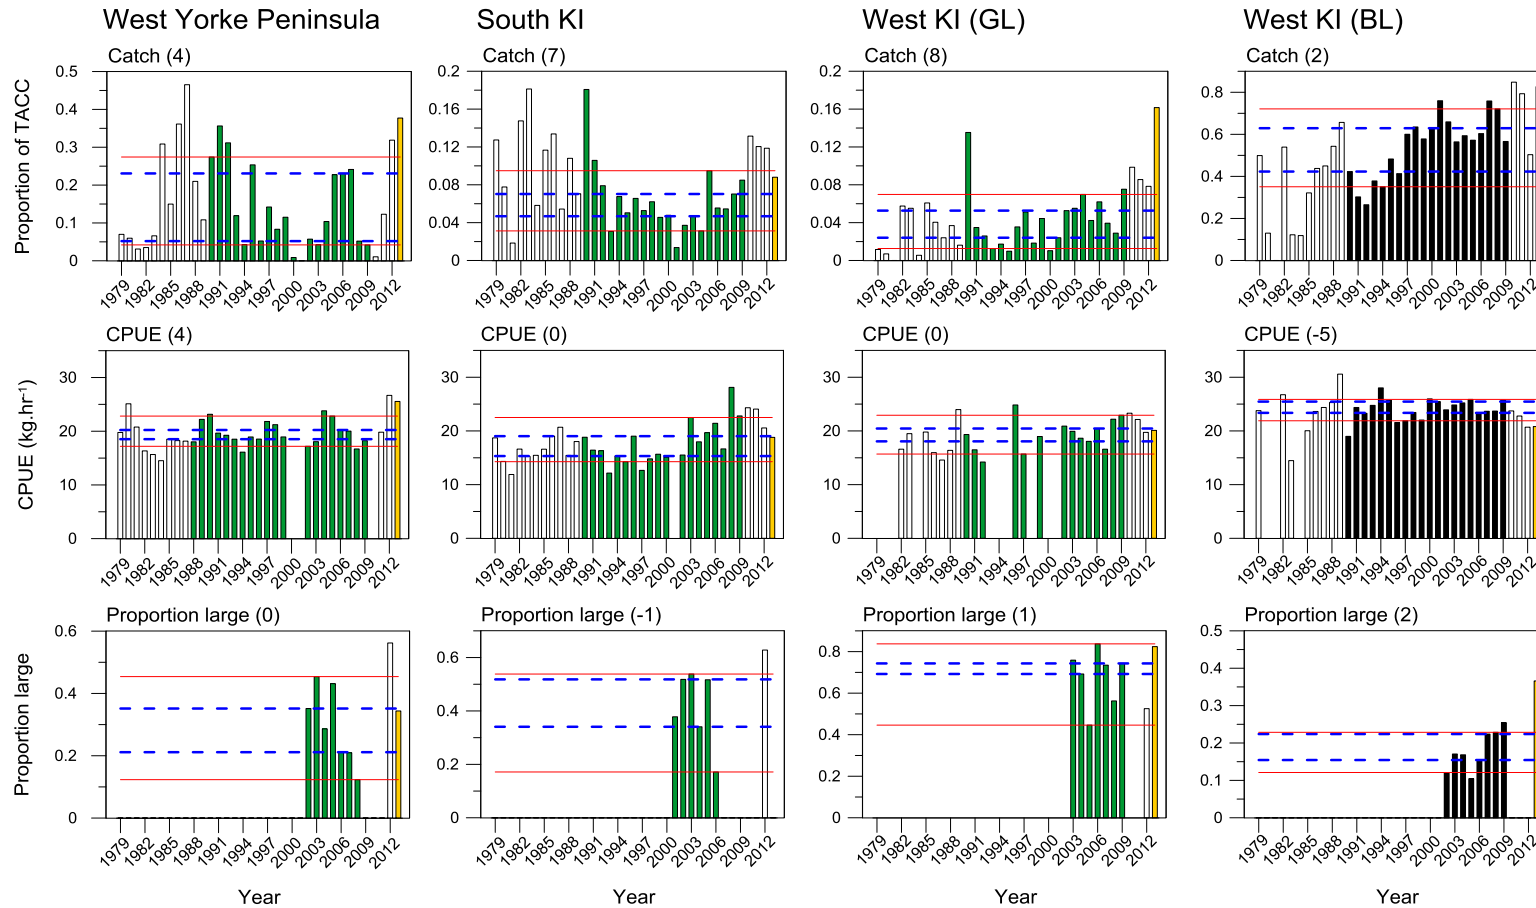 West Yorke Peninsula South KI West KI (GL) West KI (BL)
Catch (4) Catch (7) Catch (8) Catch (2)
Proportion of TACC
0.5 0.4 0.3 0.2 0.1 0
0.2 0.16 0.12 0.08 0.04 0
0.2 0.16 0.12 0.08 0.04 0
0.8 0.6 0.4 0.2 0
1979 1982 1985 1988 1991 1994 1997 2000 2003 2006 2009 2012
1979 1982 1985 1988 1991 1994 1997 2000 2003 2006 2009 2012
1979 1982 1985 1988 1991 1994 1997 2000 2003 2006 2009 2012
1979 1982 1985 1988 1991 1994 1997 2000 2003 2006 2009 2012
CPUE (4) CPUE (0) CPUE (0) CPUE (-5)
CPUE (kg.hr⁻¹)
30 20 10 0
30 20 10 0
30 20 10 0
30 20 10 0
1979 1982 1985 1988 1991 1994 1997 2000 2003 2006 2009 2012
1979 1982 1985 1988 1991 1994 1997 2000 2003 2006 2009 2012
1979 1982 1985 1988 1991 1994 1997 2000 2003 2006 2009 2012
1979 1982 1985 1988 1991 1994 1997 2000 2003 2006 2009 2012
Proportion large (0) Proportion large (-1) Proportion large (1) Proportion large (2)
Proportion large
0.6 0.4 0.2 0
0.6 0.4 0.2 0
0.8 0.6 0.4 0.2 0
0.5 0.4 0.3 0.2 0.1 0
1979 1982 1985 1988 1991 1994 1997 2000 2003 2006 2009 2012
1979 1982 1985 1988 1991 1994 1997 2000 2003 2006 2009 2012
1979 1982 1985 1988 1991 1994 1997 2000 2003 2006 2009 2012
1979 1982 1985 1988 1991 1994 1997 2000 2003 2006 2009 2012
Year Year Year Year